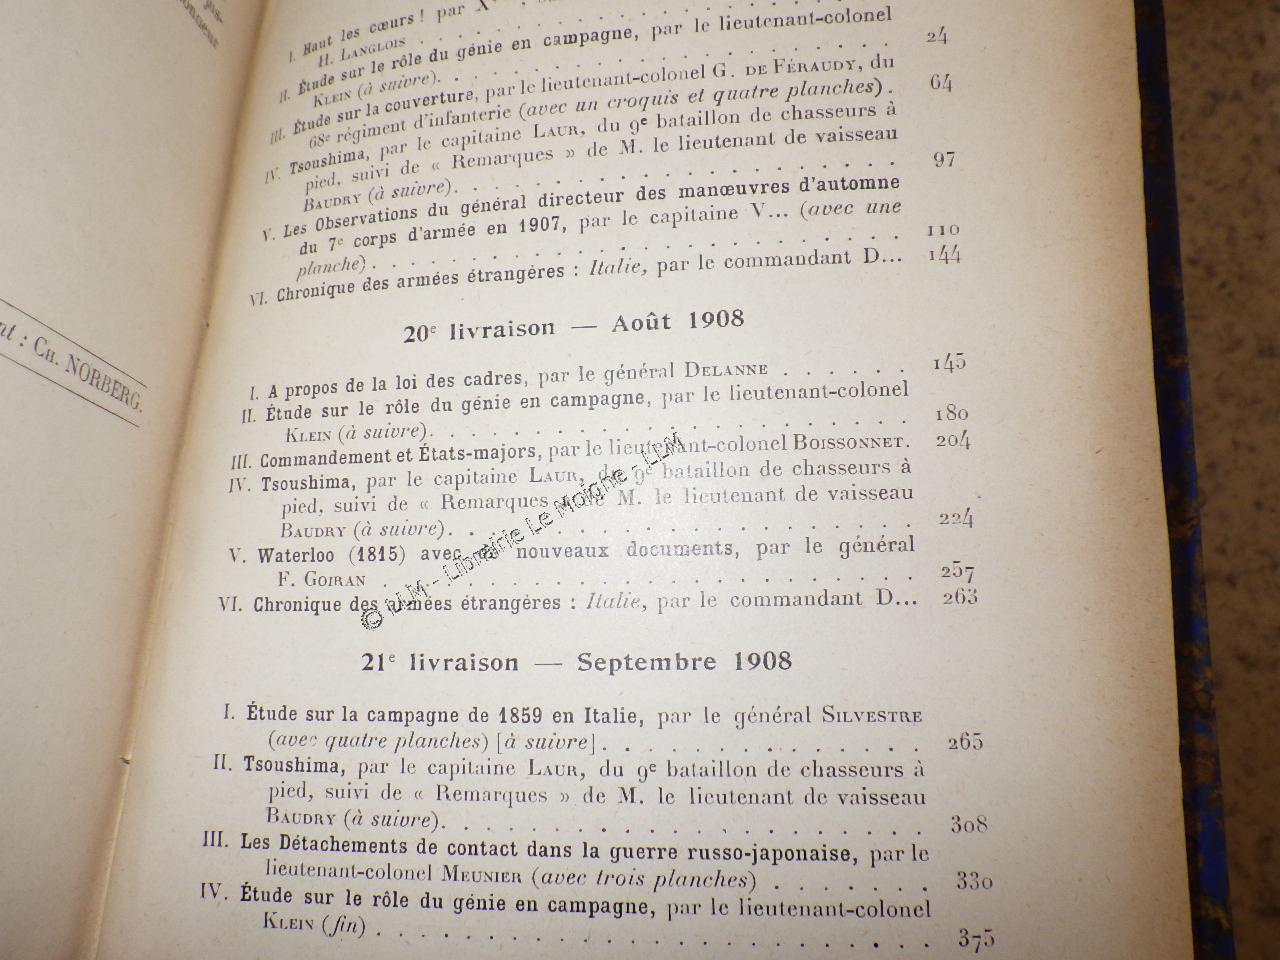 I. Haut les cœurs ! par
H. LANGLOIS
II. Étude sur le rôle du génie en campagne, par le lieutenant-colonel
KLEIN (à suivre). 24
III. Étude sur la couverture, par le lieutenant-colonel G. DE FÉRAUDY, du
68e régiment d'infanterie (avec un croquis et quatre planches). 64
IV. Tsoushima, par le capitaine LAUR, du 9e bataillon de chasseurs à
pied, suivi de « Remarques » de M. le lieutenant de vaisseau
BAUDRY (à suivre). 97
V. Les Observations du général directeur des manœuvres d'automne
du 7e corps d'armée en 1907, par le capitaine V... (avec une
planche). 110
VI. Chronique des armées étrangères : Italie, par le commandant D... 144
20e livraison — Août 1908
I. A propos de la loi des cadres, par le général DELANNE 145
II. Étude sur le rôle du génie en campagne, par le lieutenant-colonel
KLEIN (à suivre). 180
III. Commandement et États-majors, par le lieutenant-colonel BOISSONNET. 204
IV. Tsoushima, par le capitaine LAUR, du 9e bataillon de chasseurs à
pied, suivi de « Remarques » de M. le lieutenant de vaisseau
BAUDRY (à suivre). 224
V. Waterloo (1815) avec de nouveaux documents, par le général
F. GOIRAN 257
VI. Chronique des armées étrangères : Italie, par le commandant D... 263
21e livraison — Septembre 1908
I. Étude sur la campagne de 1859 en Italie, par le général SILVESTRE
(avec quatre planches) [à suivre]. 265
II. Tsoushima, par le capitaine LAUR, du 9e bataillon de chasseurs à
pied, suivi de « Remarques » de M. le lieutenant de vaisseau
BAUDRY (à suivre). 308
III. Les Détachements de contact dans la guerre russo-japonaise, par le
lieutenant-colonel MEUNIER (avec trois planches) 330
IV. Étude sur le rôle du génie en campagne, par le lieutenant-colonel
KLEIN (fin) 375
: CH. NORBERG.
© LLM - Librairie Le Moigne - LLM